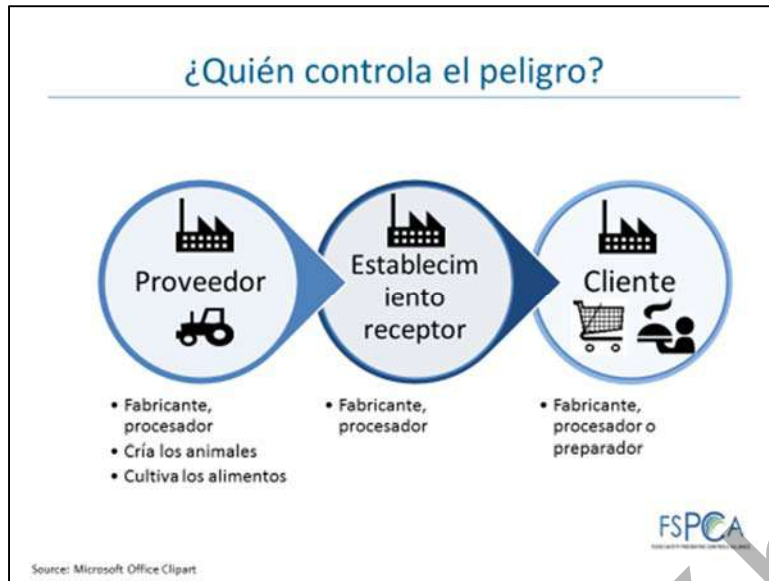 ¿Quién controla el peligro?
Proveedor
Establecim
iento
receptor
Cliente
• Fabricante,
procesador
• Cría los animales
• Cultiva los alimentos
• Fabricante,
procesador
• Fabricante,
procesador o
preparador
FSPCA
Source: Microsoft Office Clipart